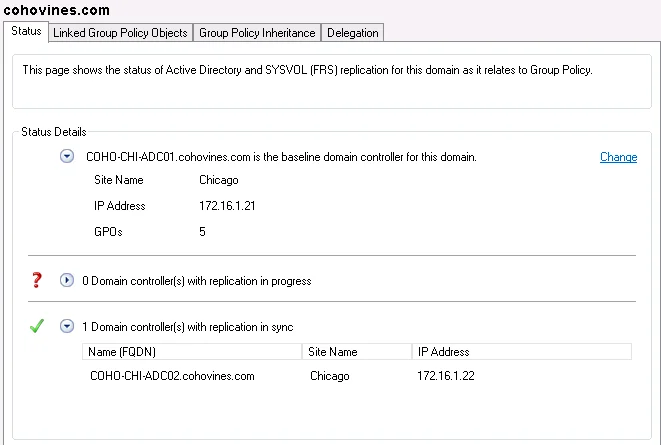 cohovines.com
Status Linked Group Policy Objects Group Policy Inheritance Delegation
This page shows the status of Active Directory and SYSVOL (FRS) replication for this domain as it relates to Group Policy.
Status Details
COHO-CHI-ADC01.cohovines.com is the baseline domain controller for this domain. Change
Site Name Chicago
IP Address 172.16.1.21
GPOs 5
? 0 Domain controller(s) with replication in progress
1 Domain controller(s) with replication in sync
Name (FQDN) Site Name IP Address
COHO-CHI-ADC02.cohovines.com Chicago 172.16.1.22